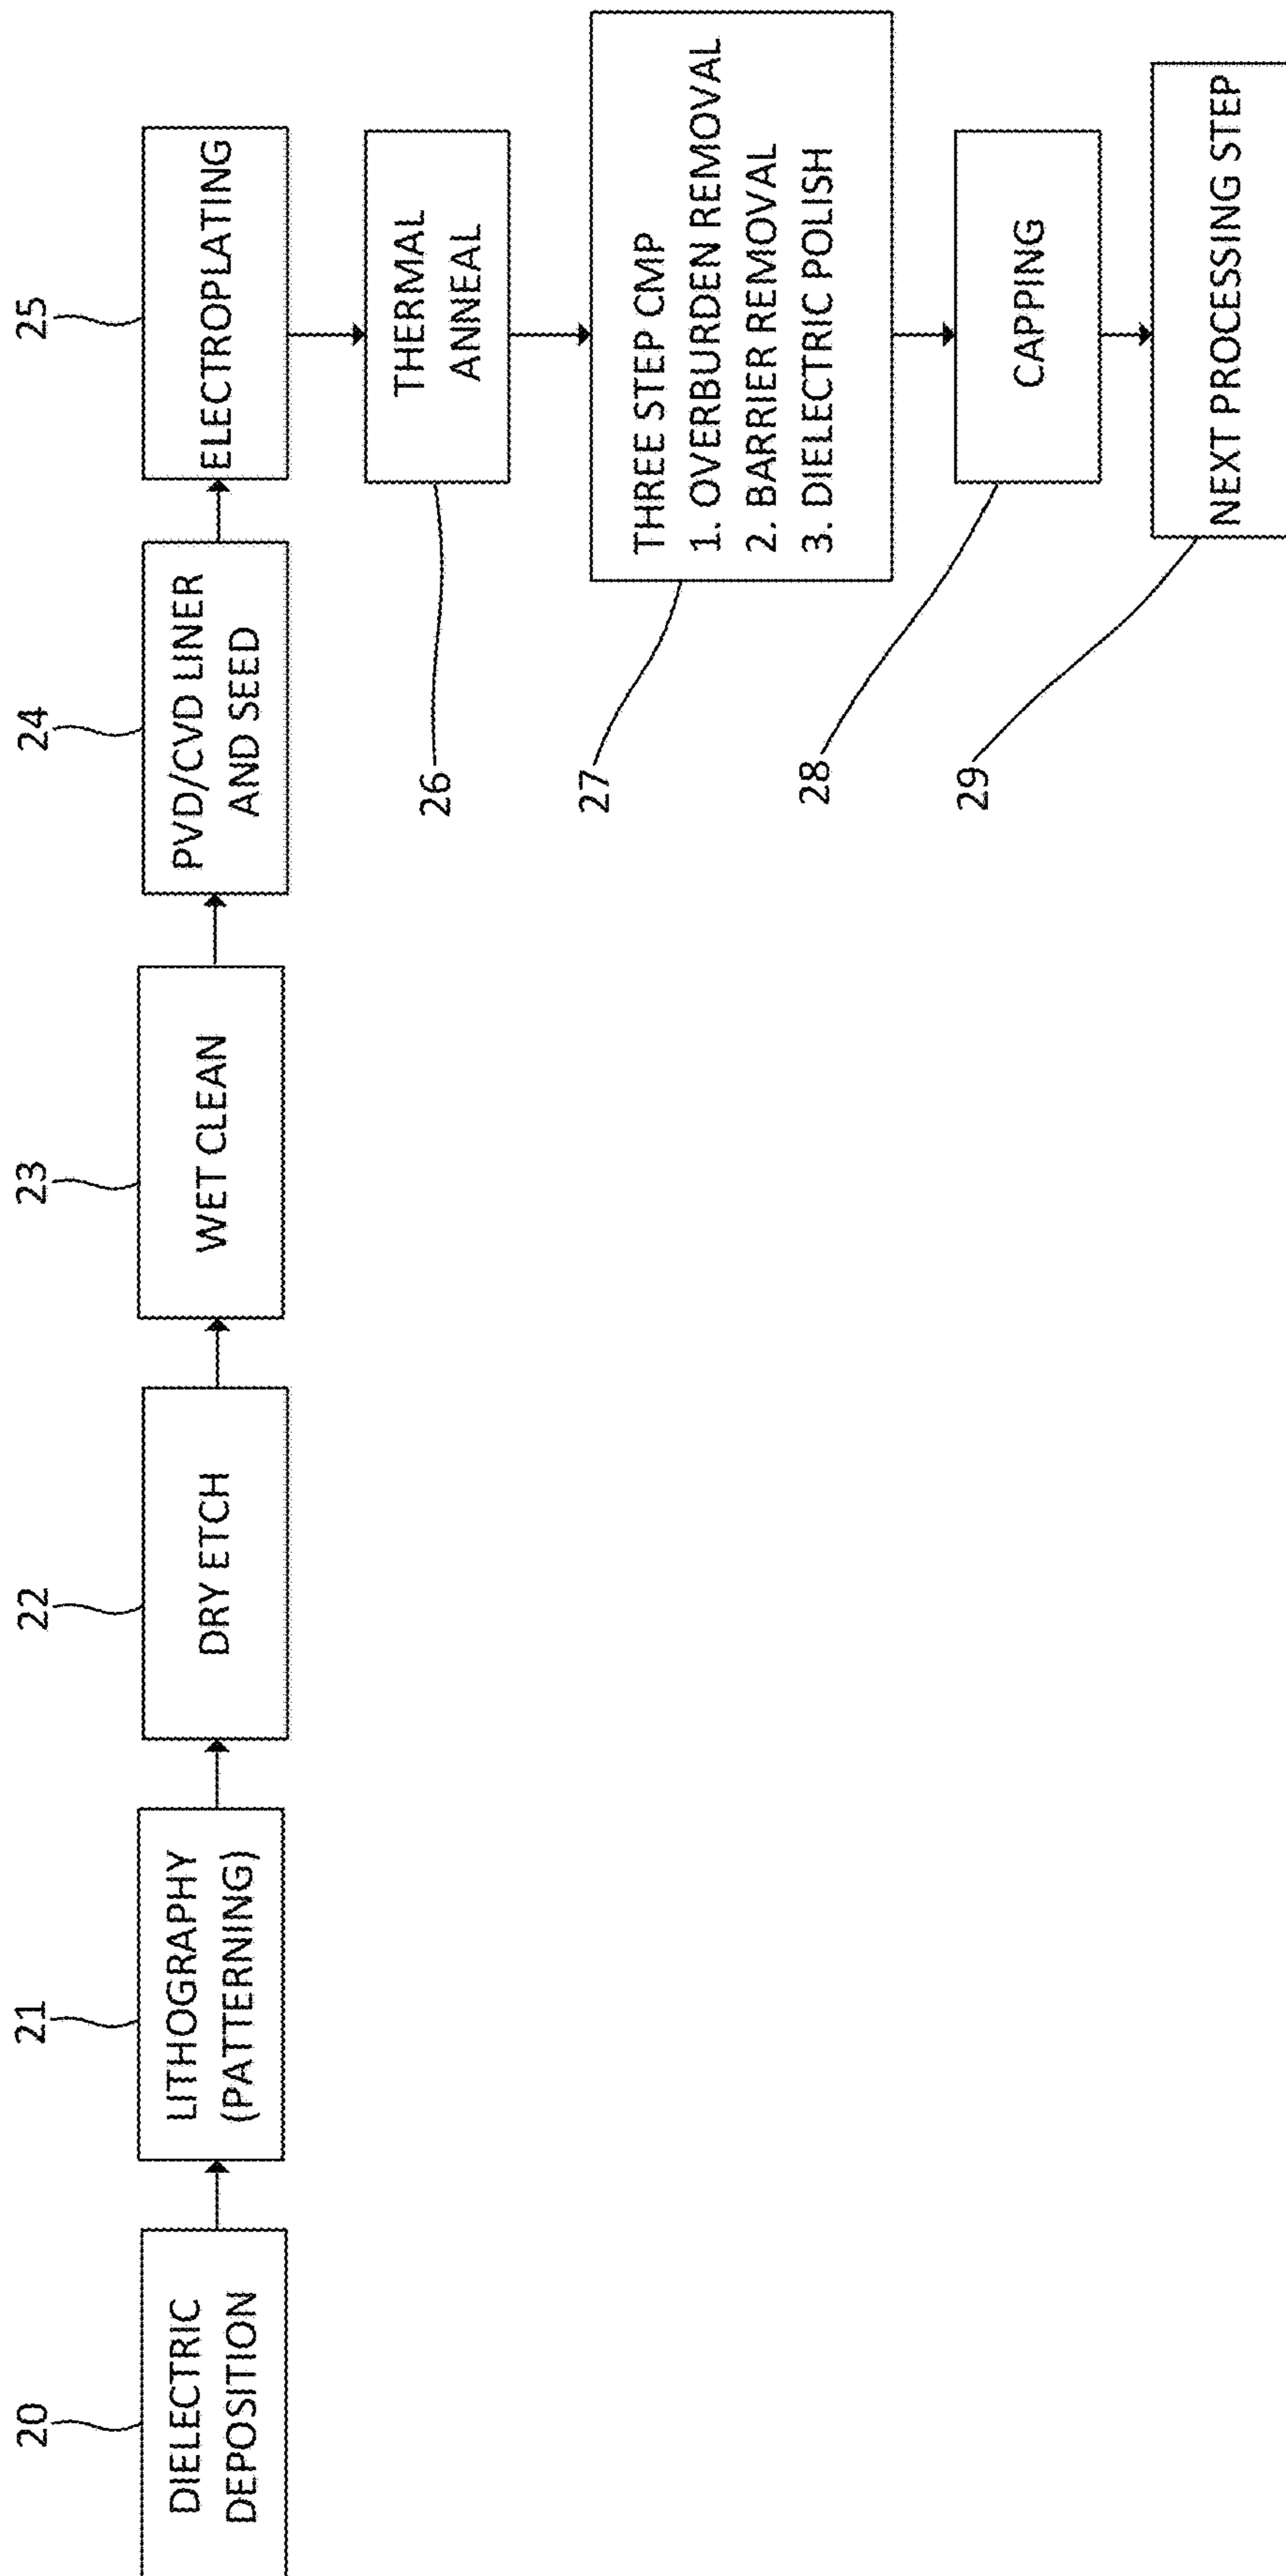 20
DIELECTRIC
DEPOSITION
21
LITHOGRAPHY
(PATTERNING)
22
DRY ETCH
23
WET CLEAN
24
PVD/CVD LINER
AND SEED
25
ELECTROPLATING
26
THERMAL
ANNEAL
27
THREE STEP CMP
1. OVERBURDEN REMOVAL
2. BARRIER REMOVAL
3. DIELECTRIC POLISH
28
CAPPING
29
NEXT PROCESSING STEP